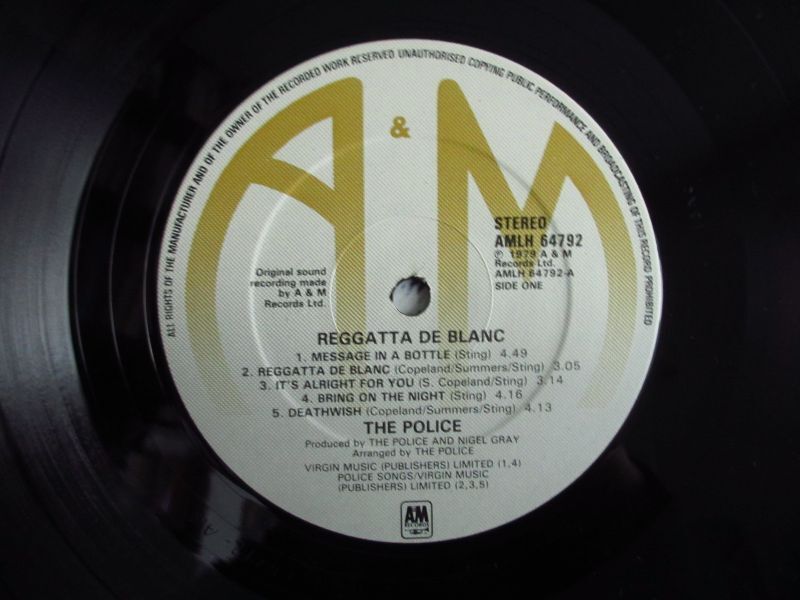 ALL RIGHTS OF THE MANUFACTURER AND OF THE OWNER OF THE RECORDED WORK RESERVED. UNAUTHORISED COPYING PUBLIC PERFORMANCE AND BROADCASTING OF THIS RECORD PROHIBITED
A & M
STEREO
AMLH 64792
℗ 1979 A & M
Records Ltd.
AMLH 64792-A
SIDE ONE
Original sound
recording made
by A & M
Records Ltd.
REGGATTA DE BLANC
1. MESSAGE IN A BOTTLE (Sting) 4.49
2. REGGATTA DE BLANC (Copeland/Summers/Sting) 3.05
3. IT'S ALRIGHT FOR YOU (S. Copeland/Sting) 3.14
4. BRING ON THE NIGHT (Sting) 4.16
5. DEATHWISH (Copeland/Summers/Sting) 4.13
THE POLICE
Produced by THE POLICE AND NIGEL GRAY
Arranged by THE POLICE
VIRGIN MUSIC (PUBLISHERS) LIMITED (1,4)
POLICE SONGS/VIRGIN MUSIC
(PUBLISHERS) LIMITED (2,3,5)
A&M
RECORDS